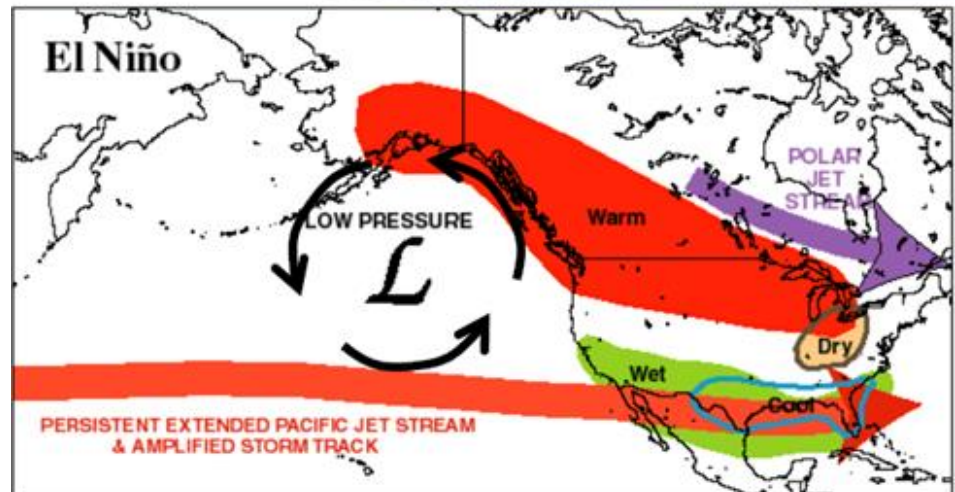 El Niño
POLAR
JET
STREAM
LOW PRESSURE
Warm
L
Dry
Wet
Cool
PERSISTENT EXTENDED PACIFIC JET STREAM
& AMPLIFIED STORM TRACK